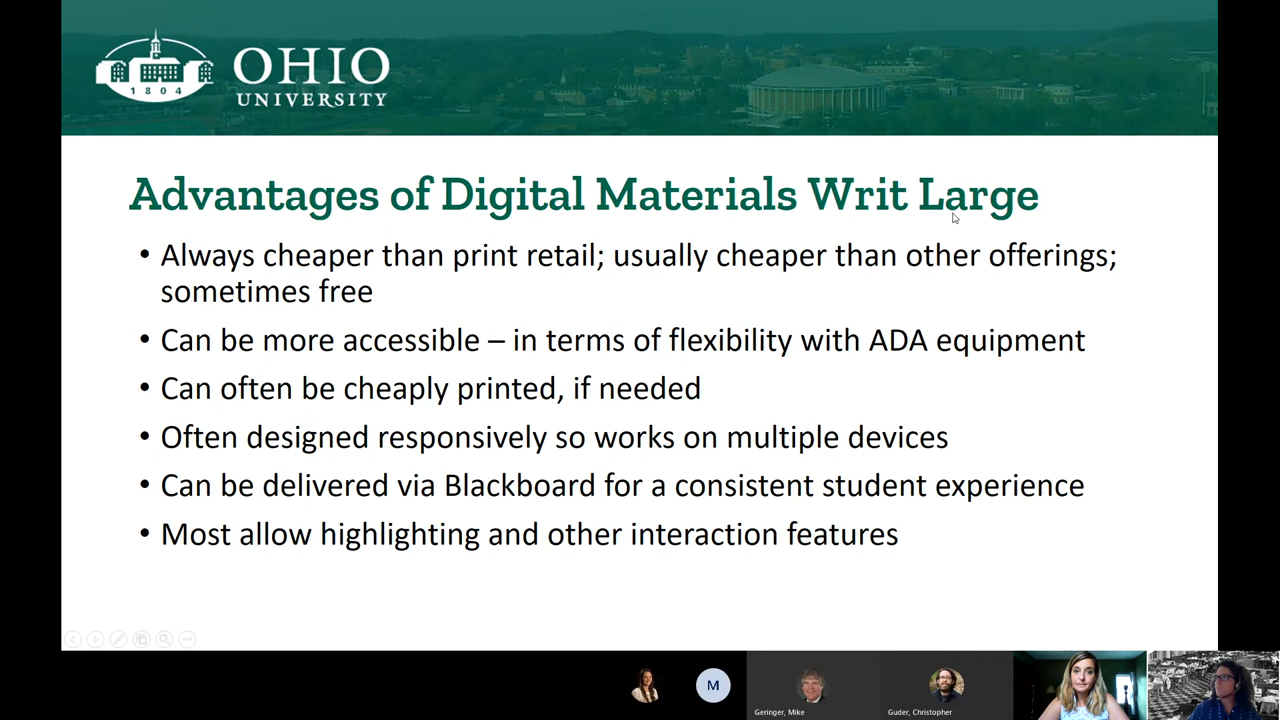 OHIO
UNIVERSITY
1804
Advantages of Digital Materials Writ Large
• Always cheaper than print retail; usually cheaper than other offerings;
sometimes free
• Can be more accessible – in terms of flexibility with ADA equipment
• Can often be cheaply printed, if needed
• Often designed responsively so works on multiple devices
• Can be delivered via Blackboard for a consistent student experience
• Most allow highlighting and other interaction features
M
Geringer, Mike
Guder, Christopher